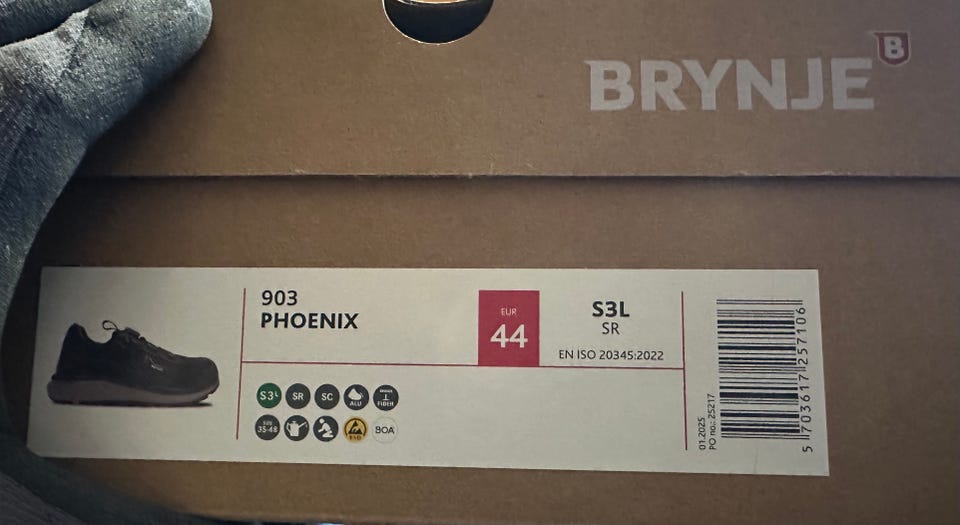 BRYNJE
B
903
PHOENIX
EUR
44
S3L
SR
EN ISO 20345:2022
S3L SR SC ALU FIBER
35-48 ESD BOA
01.2025
PO no.: 25217
5 703617 257106